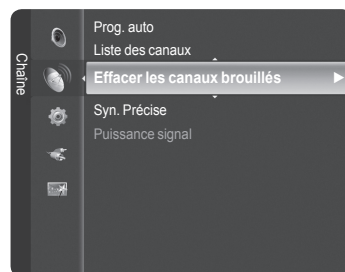 Chaîne
Prog. auto
Liste des canaux
Effacer les canaux brouillés
Syn. Précise
Puissance signal